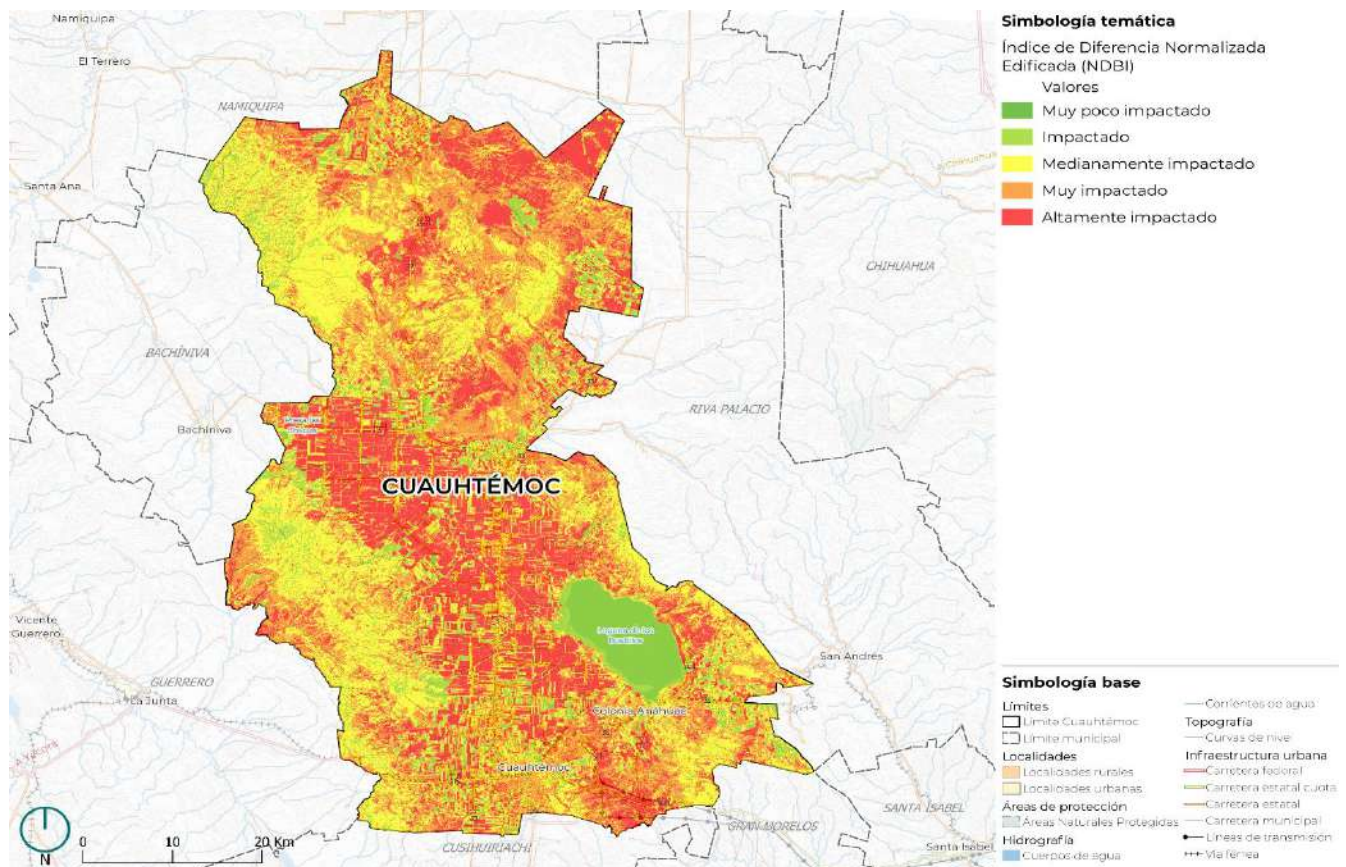 Namiquipa
El Terrero
NAMIQUIPA
Santa Ana
A Chihuahua
CHIHUAHUA
BACHÍNIVA
RIVA PALACIO
Bachíniva
CUAUHTÉMOC
Vicente
Guerrero
Laguna de los
Bustillos
San Andrés
GUERRERO
La Junta
Colonia Anáhuac
Cuauhtémoc
SANTA ISABEL
GRAN MORELOS
Santa Isabel
CUSIHUIRIACHI
N
0 10 20 Km
Simbología temática
Índice de Diferencia Normalizada
Edificada (NDBI)
Valores
Muy poco impactado
Impactado
Medianamente impactado
Muy impactado
Altamente impactado
Simbología base
Límites
Límite Cuauhtémoc
Límite municipal
Localidades
Localidades rurales
Localidades urbanas
Áreas de protección
Áreas Naturales Protegidas
Hidrografía
Cuerpos de agua
Corrientes de agua
Topografía
Curvas de nivel
Infraestructura urbana
Carretera federal
Carretera estatal cuota
Carretera estatal
Carretera municipal
Líneas de transmisión
Vía férrea